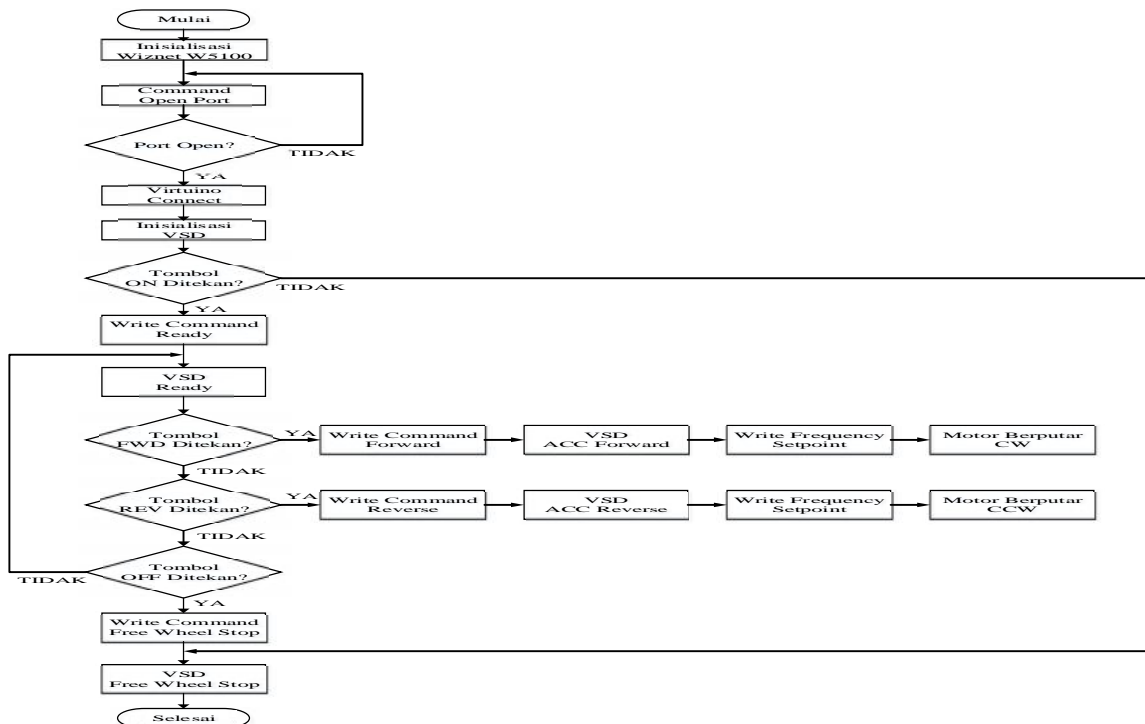 Mulai
Inisialisasi
Wiznet W5100
Command
Open Port
Port Open?
TIDAK
YA
Virtuino
Connect
Inisialisasi
VSD
Tombol
ON Ditekan?
TIDAK
YA
Write Command
Ready
VSD
Ready
Tombol
FWD Ditekan?
YA
Write Command
Forward
VSD
ACC Forward
Write Frequency
Setpoint
Motor Berputar
CW
TIDAK
Tombol
REV Ditekan?
YA
Write Command
Reverse
VSD
ACC Reverse
Write Frequency
Setpoint
Motor Berputar
CCW
TIDAK
Tombol
OFF Ditekan?
TIDAK
YA
Write Command
Free Wheel Stop
VSD
Free Wheel Stop
Selesai